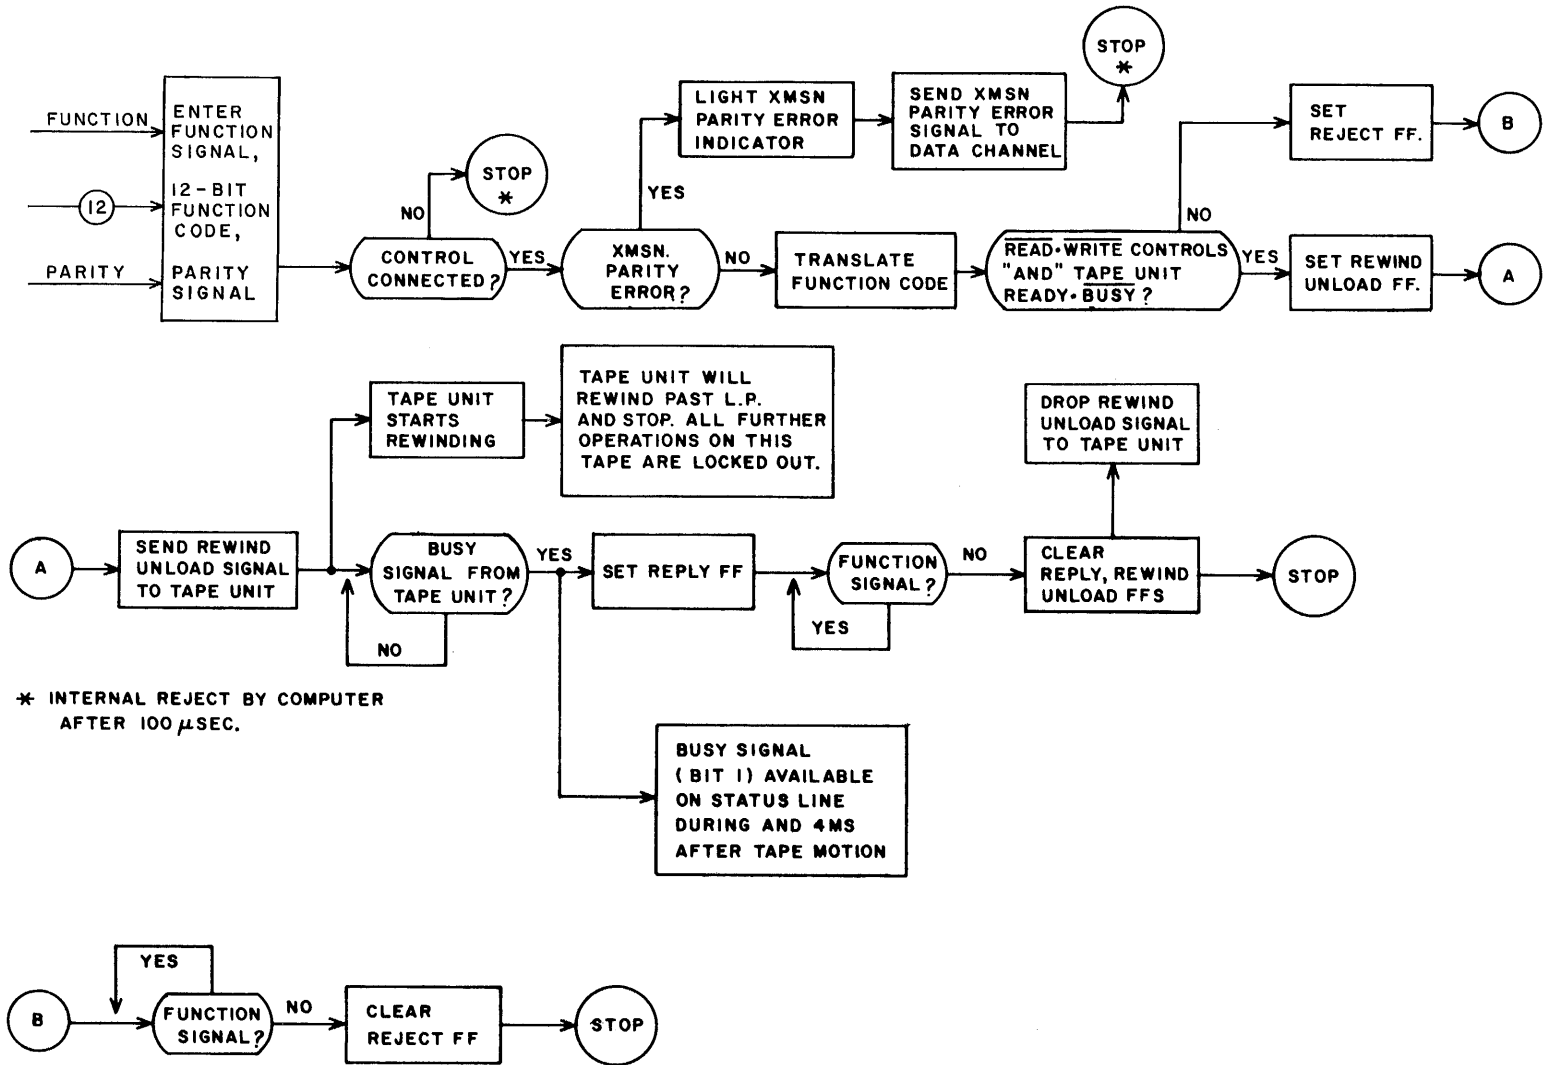 FUNCTION
12
PARITY
ENTER
FUNCTION
SIGNAL,
12-BIT
FUNCTION
CODE,
PARITY
SIGNAL
CONTROL
CONNECTED?
NO
STOP
*
YES
XMSN.
PARITY
ERROR?
YES
LIGHT XMSN
PARITY ERROR
INDICATOR
SEND XMSN
PARITY ERROR
SIGNAL TO
DATA CHANNEL
STOP
*
NO
TRANSLATE
FUNCTION CODE
READ·WRITE CONTROLS
"AND" TAPE UNIT
READY·BUSY?
NO
SET
REJECT FF.
B
YES
SET REWIND
UNLOAD FF.
A
A
SEND REWIND
UNLOAD SIGNAL
TO TAPE UNIT
TAPE UNIT
STARTS
REWINDING
TAPE UNIT WILL
REWIND PAST L.P.
AND STOP. ALL FURTHER
OPERATIONS ON THIS
TAPE ARE LOCKED OUT.
BUSY
SIGNAL FROM
TAPE UNIT?
NO
YES
SET REPLY FF
FUNCTION
SIGNAL?
YES
NO
CLEAR
REPLY, REWIND
UNLOAD FFS
DROP REWIND
UNLOAD SIGNAL
TO TAPE UNIT
STOP
BUSY SIGNAL
(BIT 1) AVAILABLE
ON STATUS LINE
DURING AND 4MS
AFTER TAPE MOTION
* INTERNAL REJECT BY COMPUTER
AFTER 100 μSEC.
B
YES
FUNCTION
SIGNAL?
NO
CLEAR
REJECT FF
STOP